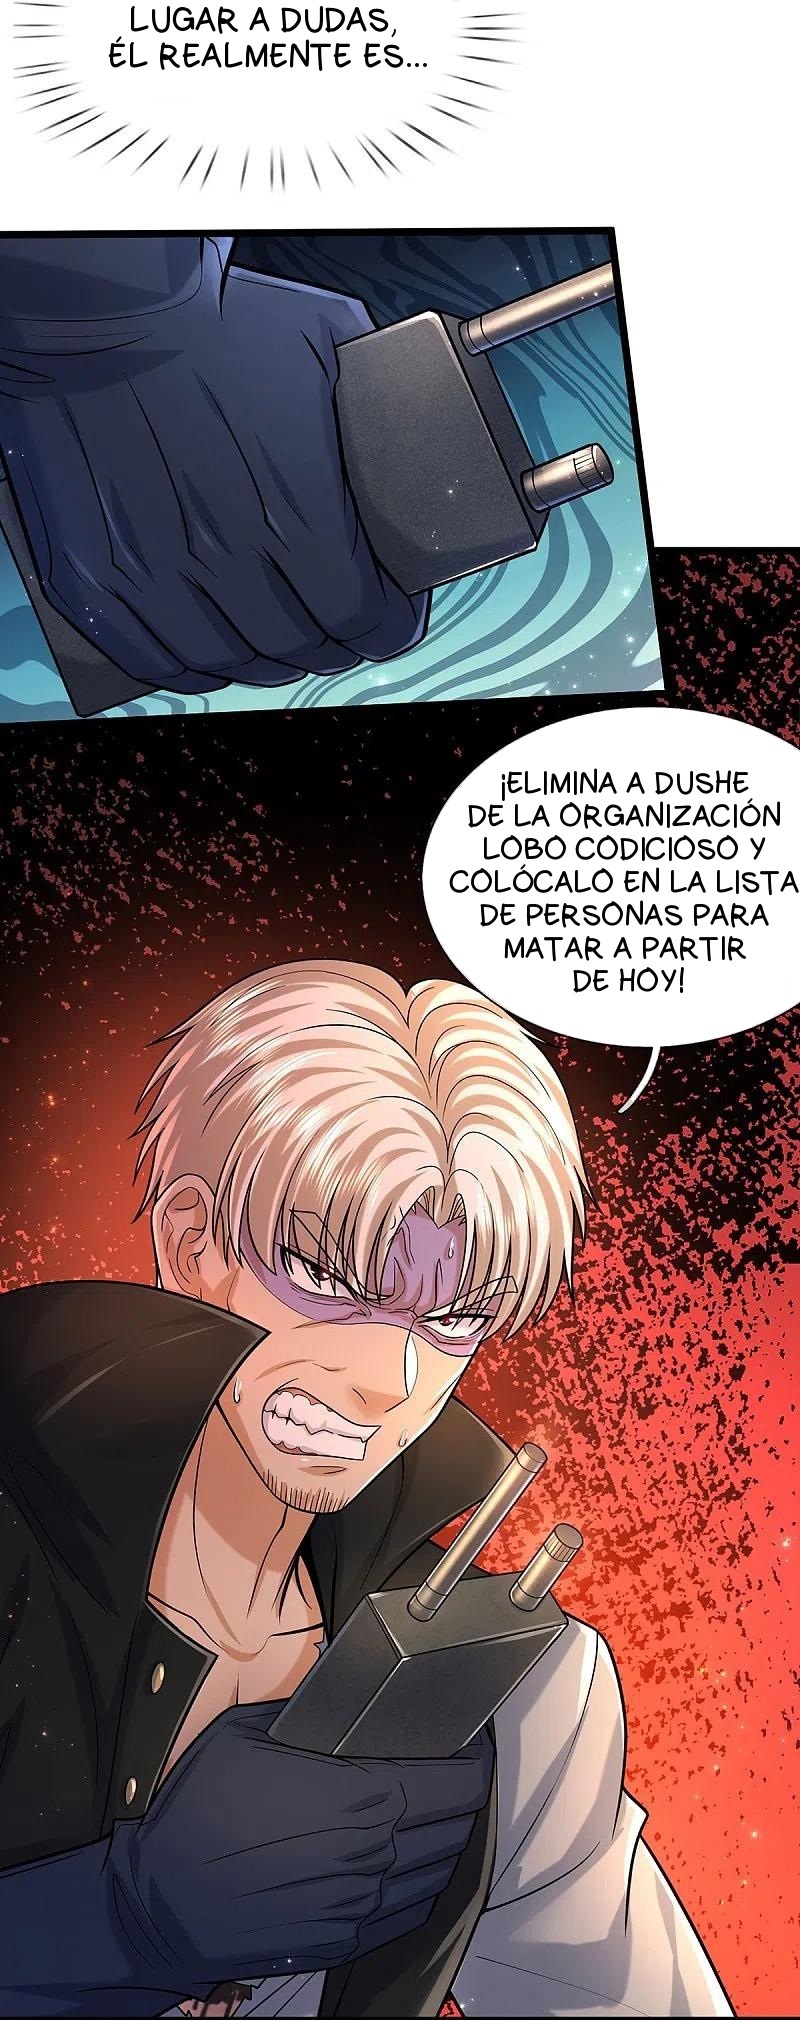 LUGAR A DUDAS,
ÉL REALMENTE ES...
¡ELIMINA A DUSHE
DE LA ORGANIZACIÓN
LOBO CODICIOSO Y
COLÓCALO EN LA LISTA
DE PERSONAS PARA
MATAR A PARTIR
DE HOY!